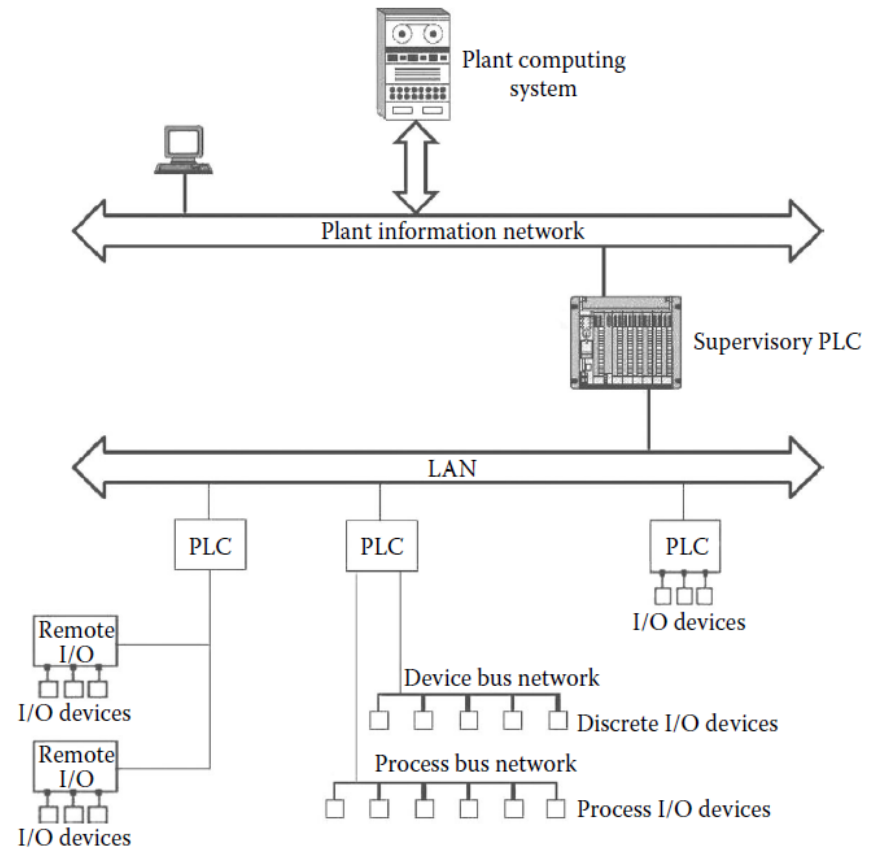 Plant computing
system
Plant information network
Supervisory PLC
LAN
PLC
PLC
PLC
I/O devices
Remote
I/O
I/O devices
Device bus network
Discrete I/O devices
Remote
I/O
I/O devices
Process bus network
Process I/O devices